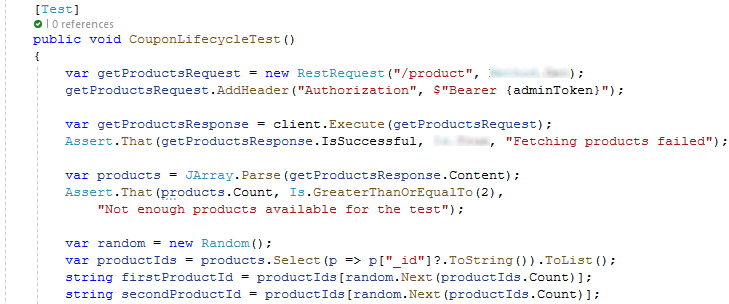 [Test]
| 0 references
public void CouponLifecycleTest()
{
var getProductsRequest = new RestRequest("/product", );
getProductsRequest.AddHeader("Authorization", $"Bearer {adminToken}");
var getProductsResponse = client.Execute(getProductsRequest);
Assert.That(getProductsResponse.IsSuccessful, , "Fetching products failed");
var products = JArray.Parse(getProductsResponse.Content);
Assert.That(products.Count, Is.GreaterThanOrEqualTo(2),
"Not enough products available for the test");
var random = new Random();
var productIds = products.Select(p => p["_id"]?.ToString()).ToList();
string firstProductId = productIds[random.Next(productIds.Count)];
string secondProductId = productIds[random.Next(productIds.Count)];